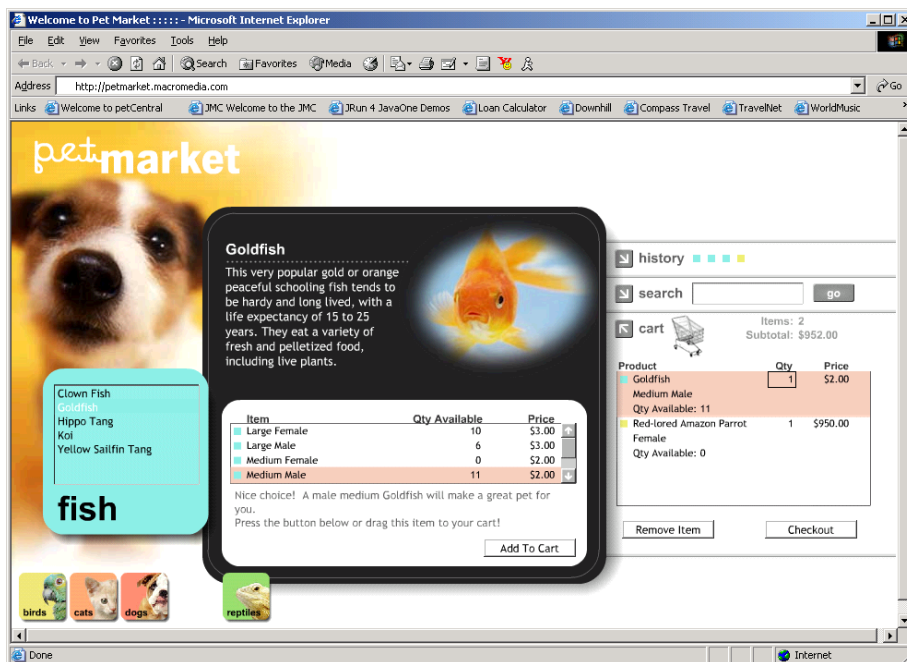 Welcome to Pet Market : : : : : - Microsoft Internet Explorer
File Edit View Favorites Tools Help
Back Search Favorites Media
Address http://petmarket.macromedia.com Go
Links Welcome to petCentral JMC Welcome to the JMC JRun 4 JavaOne Demos Loan Calculator Downhill Compass Travel TravelNet WorldMusic
pet market
Goldfish
This very popular gold or orange
peaceful schooling fish tends to
be hardy and long lived, with a
life expectancy of 15 to 25
years. They eat a variety of
fresh and pelletized food,
including live plants.
history
search go
cart
Items: 2
Subtotal: $952.00
Product Qty Price
Goldfish 1 $2.00
Medium Male
Qty Available: 11
Red-lored Amazon Parrot 1 $950.00
Female
Qty Available: 0
Remove Item Checkout
Clown Fish
Goldfish
Hippo Tang
Koi
Yellow Sailfin Tang
fish
Item Qty Available Price
Large Female 10 $3.00
Large Male 6 $3.00
Medium Female 0 $2.00
Medium Male 11 $2.00
Nice choice! A male medium Goldfish will make a great pet for
you.
Press the button below or drag this item to your cart!
Add To Cart
birds cats dogs reptiles
Done Internet